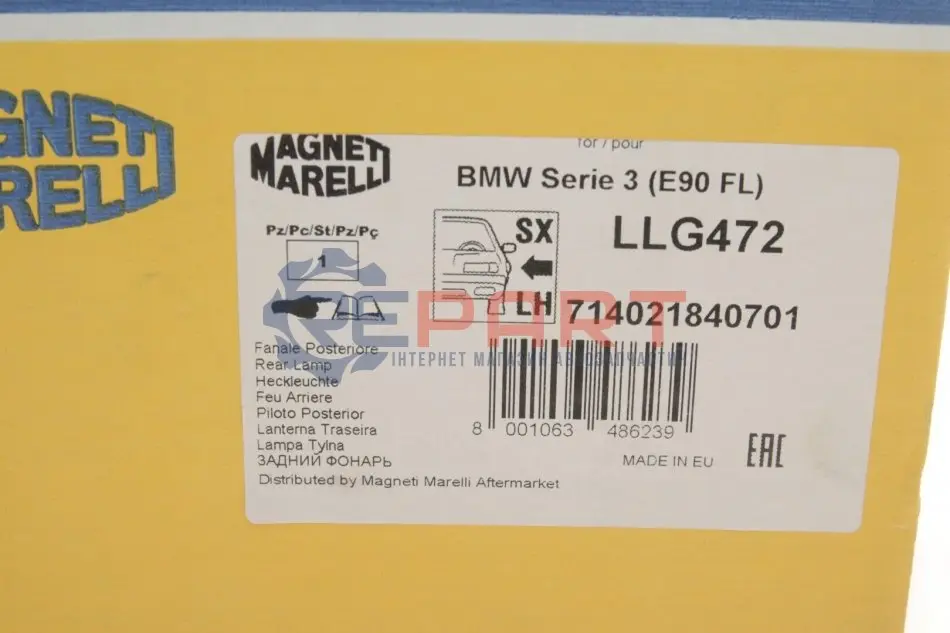 MAGNETI
MARELLI
for / pour
MAGNETI
MARELLI
BMW Serie 3 (E90 FL)
Pz/Pc/St/Pz/Pç
1
SX
LH
LLG472
714021840701
EPART
ІНТЕРНЕТ МАГАЗИН АВТОЗАПЧАСТИН
Fanale Posteriore
Rear Lamp
Heckleuchte
Feu Arriere
Piloto Posterior
Lanterna Traseira
Lampa Tylna
ЗАДНИЙ ФОНАРЬ
8 001063 486239
MADE IN EU
EAC
Distributed by Magneti Marelli Aftermarket